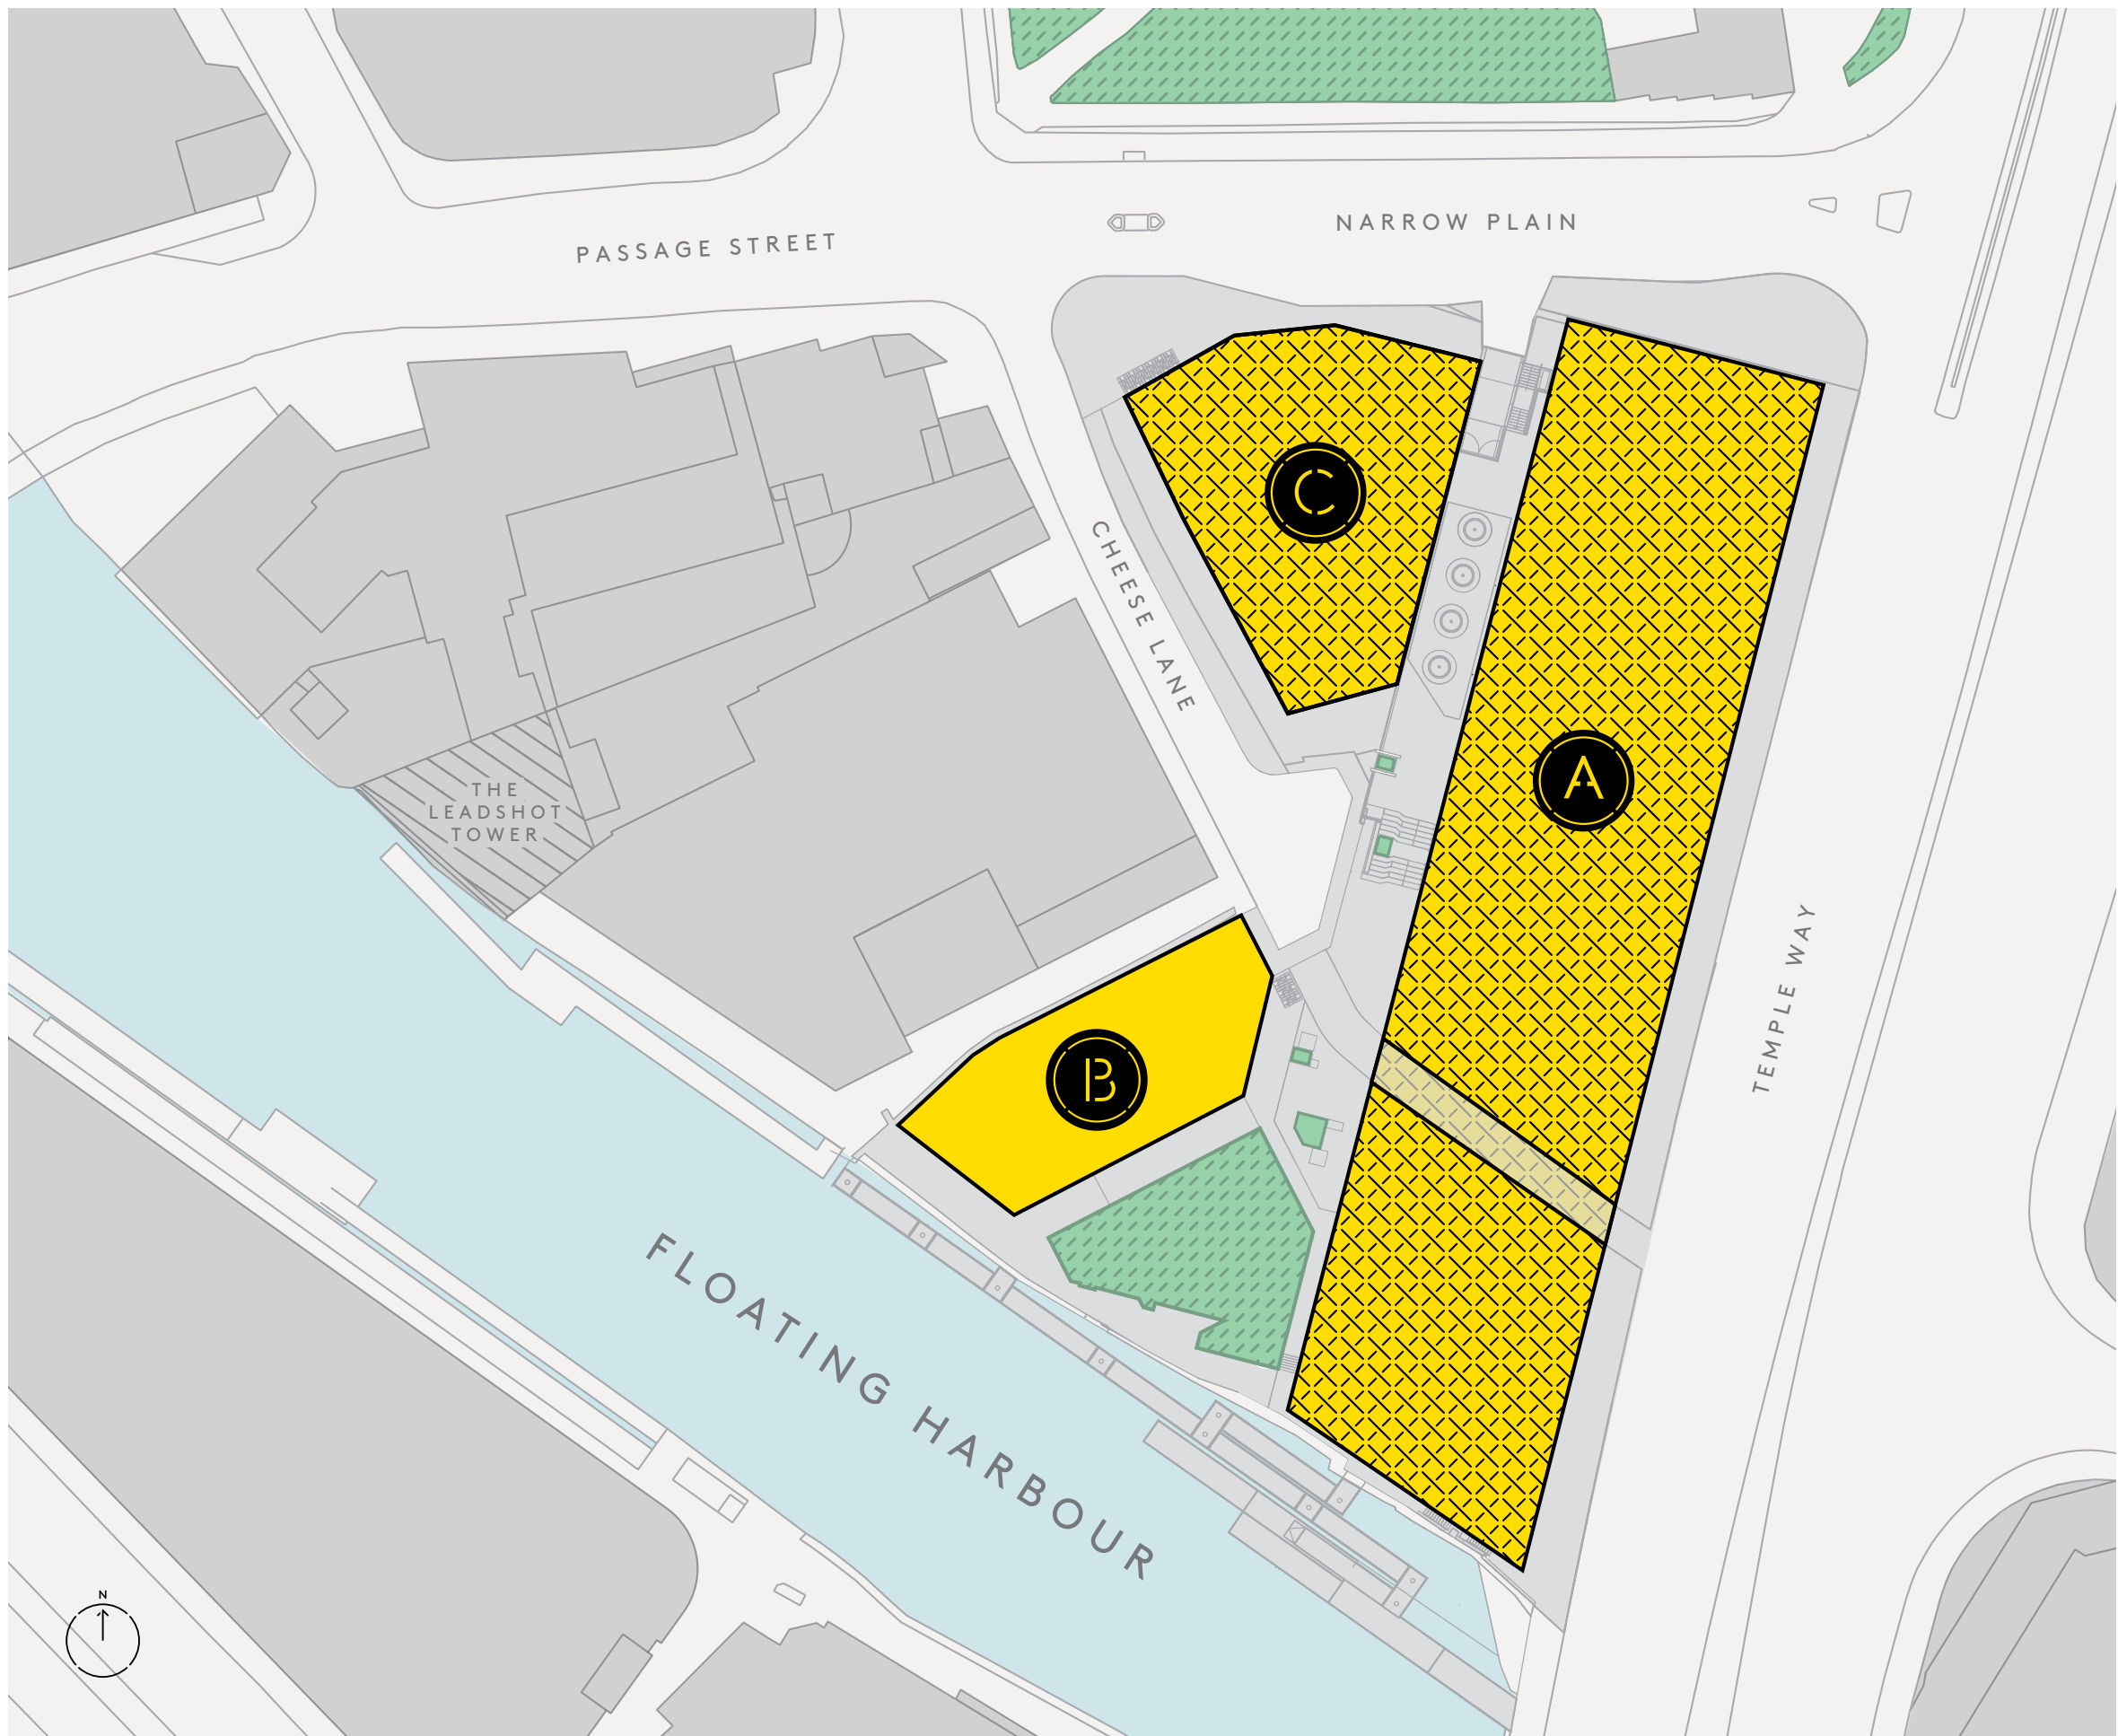 NARROW PLAIN
PASSAGE STREET
C
CHEESE LANE
A
THE
LEADSHOT
TOWER
TEMPLE WAY
B
FLOATING HARBOUR
N